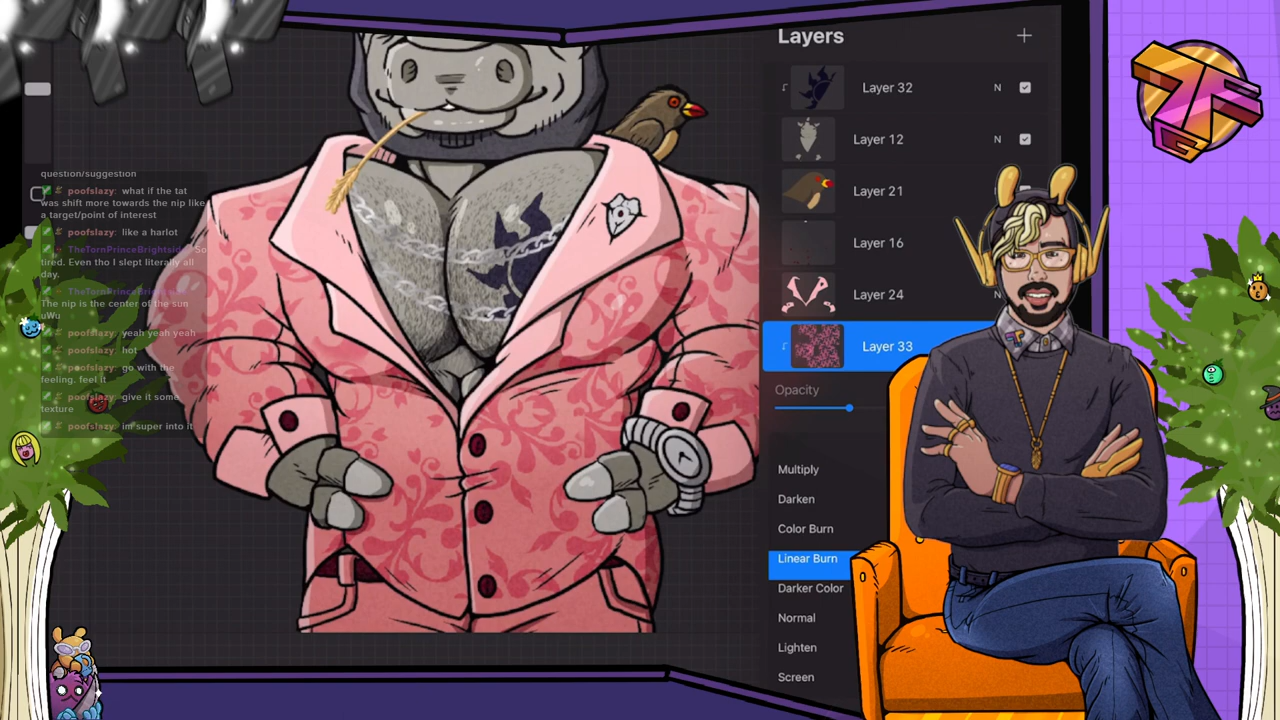 question/suggestion
poofslazy: what if the tat
was shift more towards the nip like
a target/point of interest
poofslazy: like a harlot
TheTornPrinceBrightside: So
tired. Even tho I slept literally all
day.
The nip is the center of the sun
uWu
poofslazy: yeah yeah yeah
poofslazy: hot
poofslazy: go with the
feeling. feel it
poofslazy: give it some
texture
poofslazy: im super into it
Layers
Layer 32 N
Layer 12 N
Layer 21
Layer 16
Layer 24 N
Layer 33
Opacity
Multiply
Darken
Color Burn
Linear Burn
Darker Color
Normal
Lighten
Screen